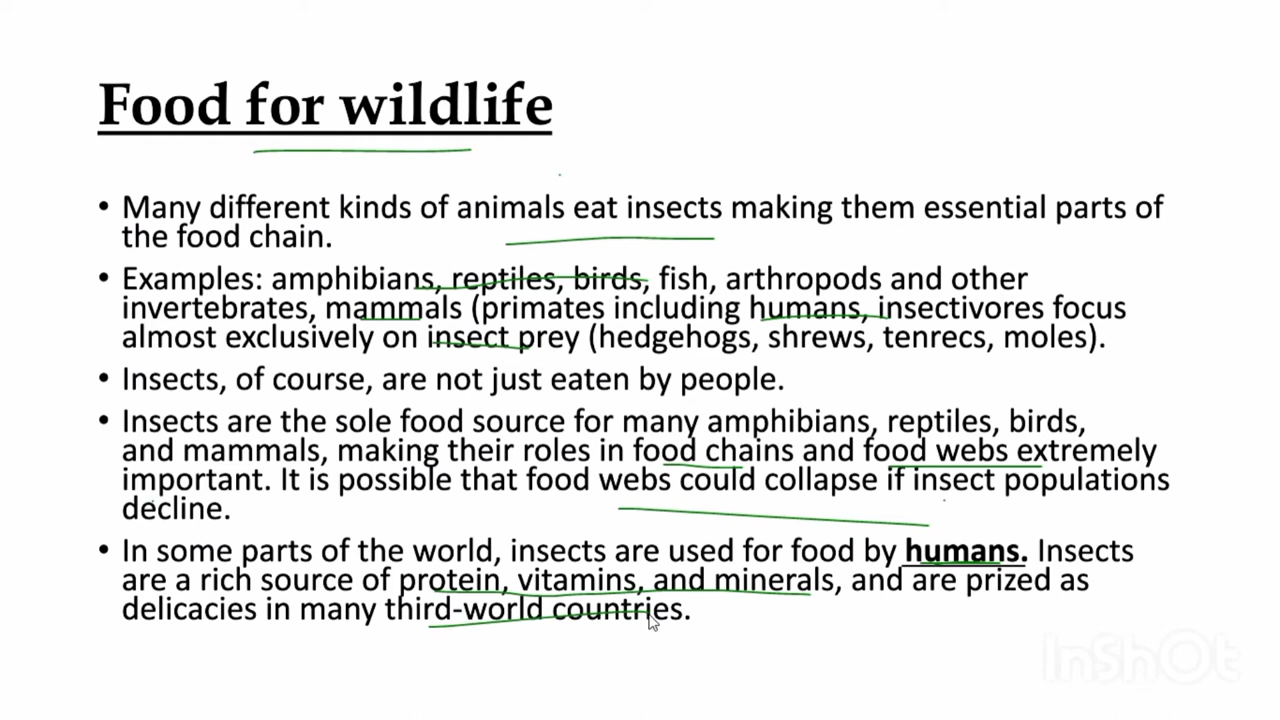 Food for wildlife
• Many different kinds of animals eat insects making them essential parts of
the food chain.
• Examples: amphibians, reptiles, birds, fish, arthropods and other
invertebrates, mammals (primates including humans, insectivores focus
almost exclusively on insect prey (hedgehogs, shrews, tenrecs, moles).
• Insects, of course, are not just eaten by people.
• Insects are the sole food source for many amphibians, reptiles, birds,
and mammals, making their roles in food chains and food webs extremely
important. It is possible that food webs could collapse if insect populations
decline.
• In some parts of the world, insects are used for food by humans. Insects
are a rich source of protein, vitamins, and minerals, and are prized as
delicacies in many third-world countries.
InShOt